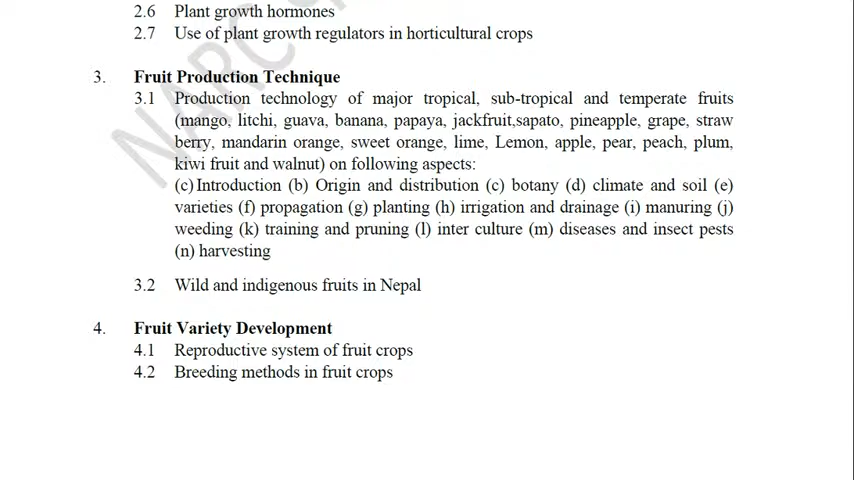 2.6 Plant growth hormones
2.7 Use of plant growth regulators in horticultural crops
3. Fruit Production Technique
3.1 Production technology of major tropical, sub-tropical and temperate fruits
(mango, litchi, guava, banana, papaya, jackfruit,sapato, pineapple, grape, straw
berry, mandarin orange, sweet orange, lime, Lemon, apple, pear, peach, plum,
kiwi fruit and walnut) on following aspects:
(c) Introduction (b) Origin and distribution (c) botany (d) climate and soil (e)
varieties (f) propagation (g) planting (h) irrigation and drainage (i) manuring (j)
weeding (k) training and pruning (l) inter culture (m) diseases and insect pests
(n) harvesting
3.2 Wild and indigenous fruits in Nepal
4. Fruit Variety Development
4.1 Reproductive system of fruit crops
4.2 Breeding methods in fruit crops
NARC